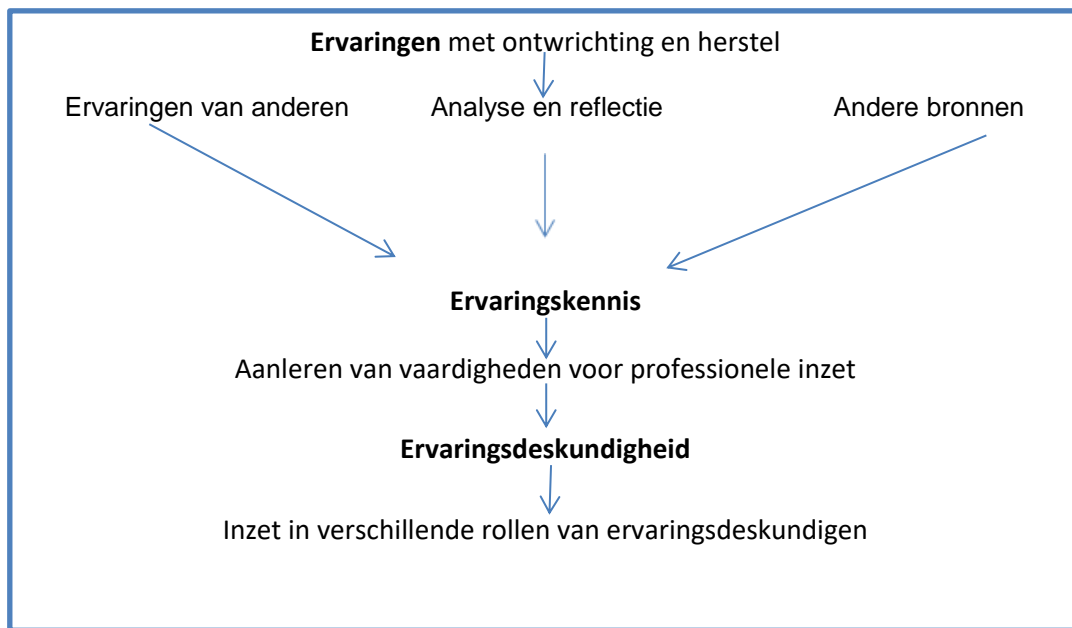 Ervaringen met ontwrichting en herstel
Ervaringen van anderen
Analyse en reflectie
Andere bronnen
Ervaringskennis
Aanleren van vaardigheden voor professionele inzet
Ervaringsdeskundigheid
Inzet in verschillende rollen van ervaringsdeskundigen